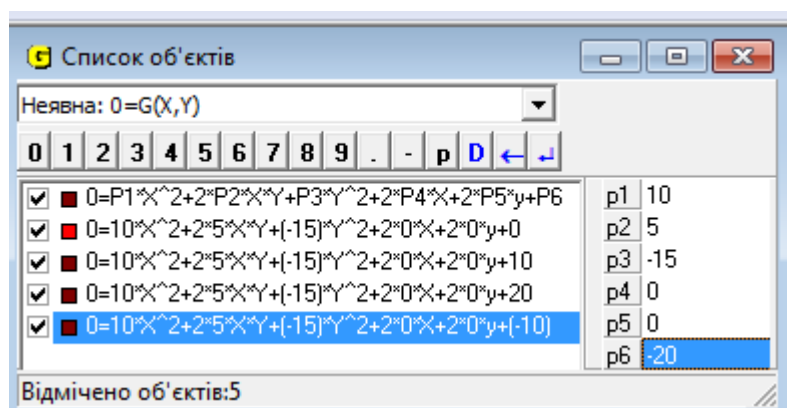 Список об'єктів
Неявна: 0=G(X,Y)
0 1 2 3 4 5 6 7 8 9 . - p D ← ↵
0=P1*X^2+2*P2*X*Y+P3*Y^2+2*P4*X+2*P5*y+P6
p1 10
0=10*X^2+2*5*X*Y+(-15)*Y^2+2*0*X+2*0*y+0
p2 5
0=10*X^2+2*5*X*Y+(-15)*Y^2+2*0*X+2*0*y+10
p3 -15
0=10*X^2+2*5*X*Y+(-15)*Y^2+2*0*X+2*0*y+20
p4 0
0=10*X^2+2*5*X*Y+(-15)*Y^2+2*0*X+2*0*y+(-10)
p5 0
p6 -20
Відмічено об'єктів:5